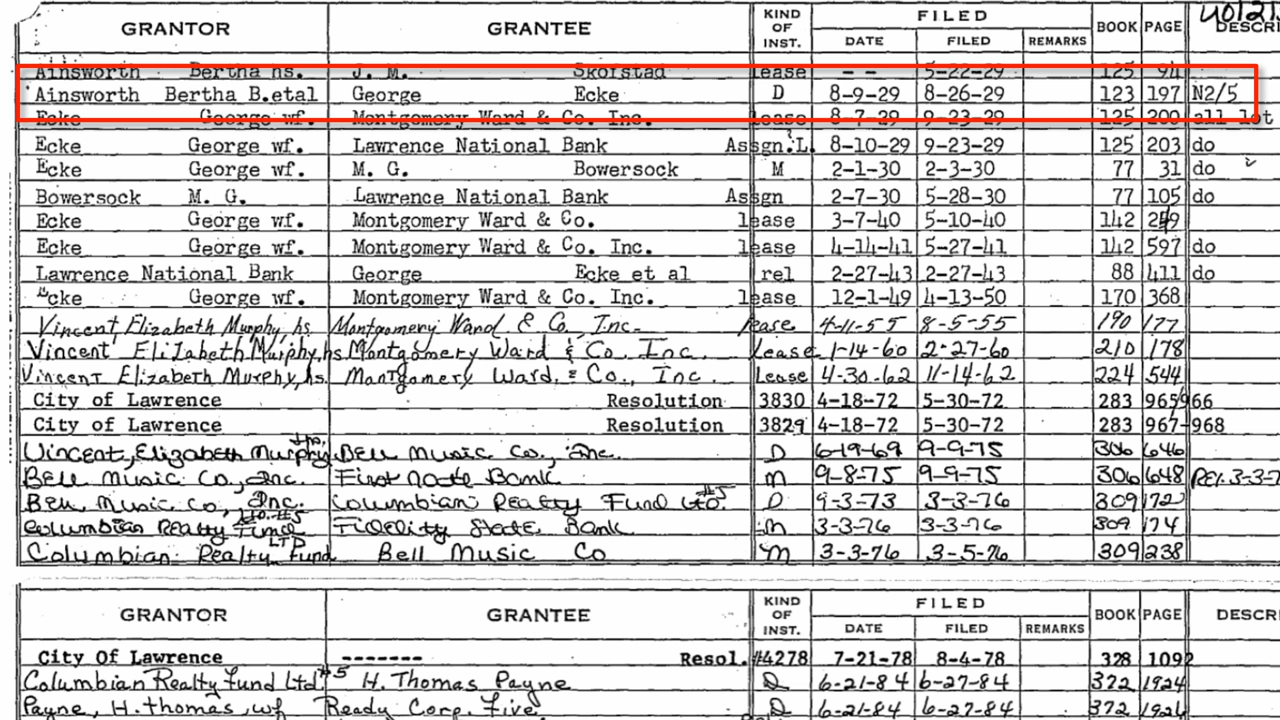 GRANTOR GRANTEE KIND OF INST. FILED DATE FILED REMARKS BOOK PAGE DESCRI
Ainsworth Bertha hs. J. M. Skofstad lease - - 5-22-29 125 94
Ainsworth Bertha B.etal George Ecke D 8-9-29 8-26-29 123 197 N2/5
Ecke George wf. Montgomery Ward & Co. Inc. lease 8-7-29 9-23-29 125 200 all lot
Ecke George wf. Lawrence National Bank Assgn.L. 8-10-29 9-23-29 125 203 do
Ecke George wf. M. G. Bowersock M 2-1-30 2-3-30 77 31 do
Bowersock M. G. Lawrence National Bank Assgn 2-7-30 5-28-30 77 105 do
Ecke George wf. Montgomery Ward & Co. lease 3-7-40 5-10-40 142
Ecke George wf. Montgomery Ward & Co. Inc. lease 4-14-41 5-27-41 142 597 do
Lawrence National Bank George Ecke et al rel 2-27-43 2-27-43 88 411 do
"cke George wf. Montgomery Ward & Co. Inc. lease 12-1-49 4-13-50 170 368
Vincent, Elizabeth Murphy, hs Montgomery Ward & Co, Inc. lease 4-11-55 8-5-55 190 177
Vincent Elizabeth Murphy, hs Montgomery Ward & Co. Inc. Lease 1-14-60 2-27-60 210 178
Vincent Elizabeth Murphy, hs. Montgomery Ward, & Co., Inc. Lease 4-30-62 11-14-62 224 544
City of Lawrence Resolution 3830 4-18-72 5-30-72 283 965 966
City of Lawrence Resolution 3829 4-18-72 5-30-72 283 967-968
Vincent, Elizabeth Murphy Bell Music Co., Inc. D 6-19-69 9-9-75 306 646
Bell Music Co., Inc. First Natl Bank M 9-8-75 9-9-75 306 648 Rel. 3-3-7
Bell Music Co, Inc. Columbian Realty Fund Ltd. #5 D 9-3-73 3-3-76 309 172
Columbian Realty Fund Ltd. #5 Fidelity State Bank M 3-3-76 3-3-76 309 174
Columbian Realty Fund LTD Bell Music Co M 3-3-76 3-5-76 309 238
GRANTOR GRANTEE KIND OF INST. FILED DATE FILED REMARKS BOOK PAGE DESCRI
City Of Lawrence ------- Resol. #4278 7-21-78 8-4-78 328 1092
Columbian Realty Fund Ltd #5 H. Thomas Payne D 6-21-84 6-27-84 372 1924
Payne, H. Thomas, wf Ready Corp. Five D 6-21-84 6-27-84 372 1926